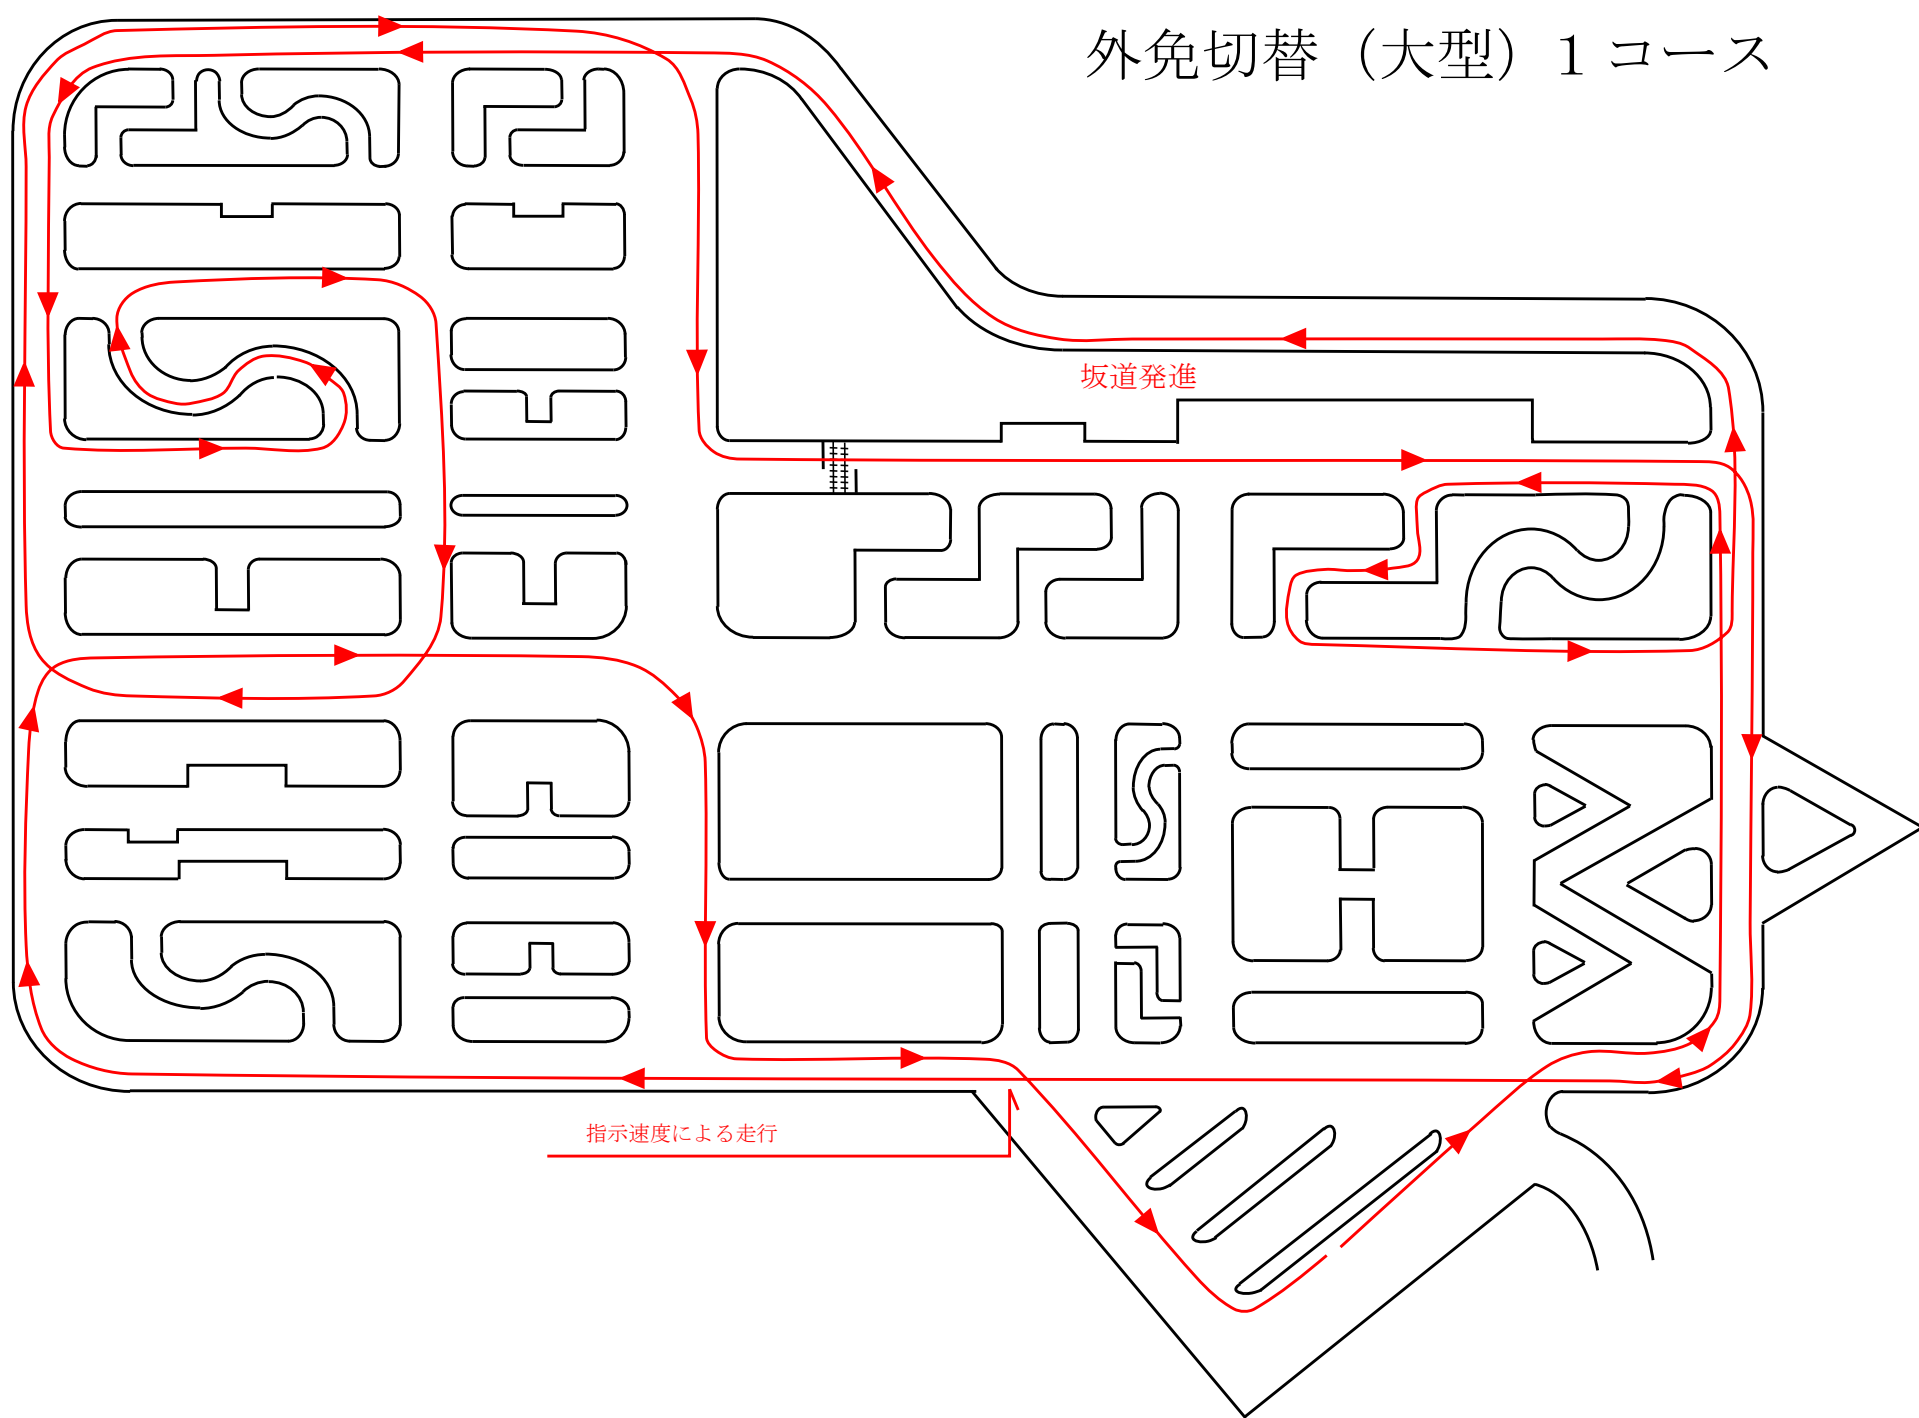 外免切替（大型）１コース
坂道発進
指示速度による走行